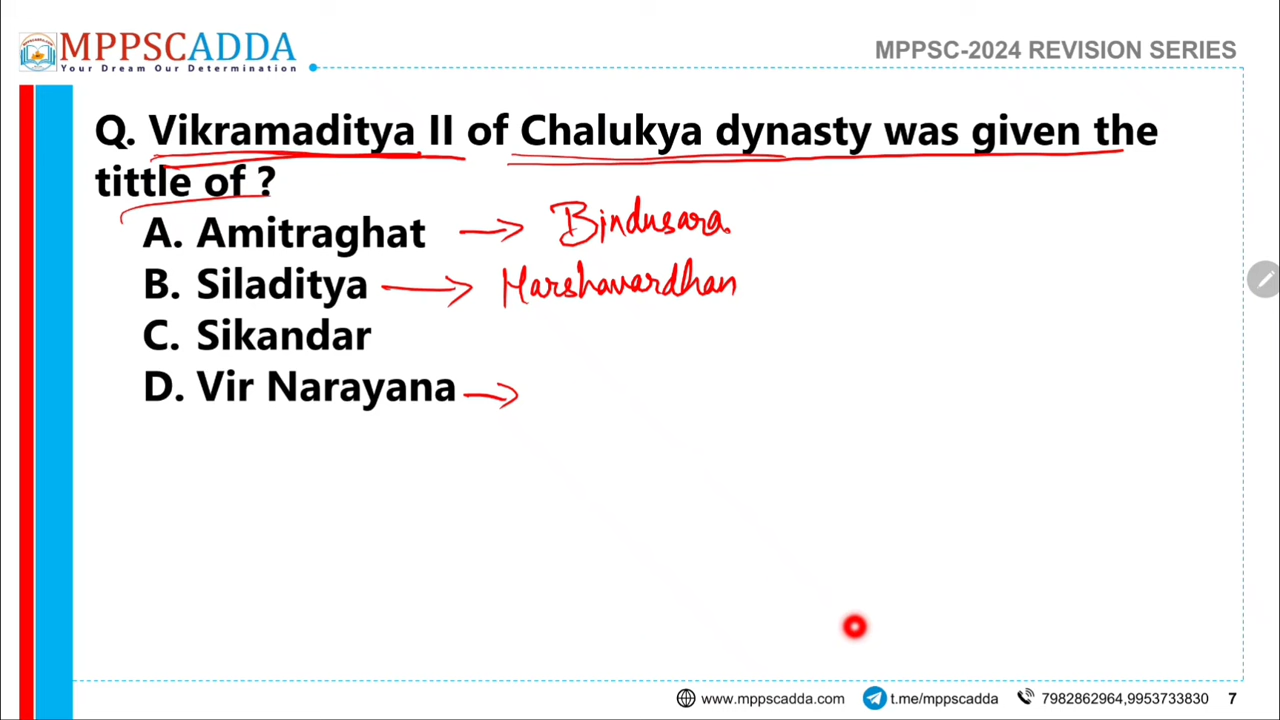 MPPSCADDA
Your Dream Our Determination
MPPSC-2024 REVISION SERIES
Q. Vikramaditya II of Chalukya dynasty was given the
tittle of ?
A. Amitraghat → Bindusara.
B. Siladitya → Harshavardhan
C. Sikandar
D. Vir Narayana →
www.mppscadda.com t.me/mppscadda 7982862964,9953733830 7